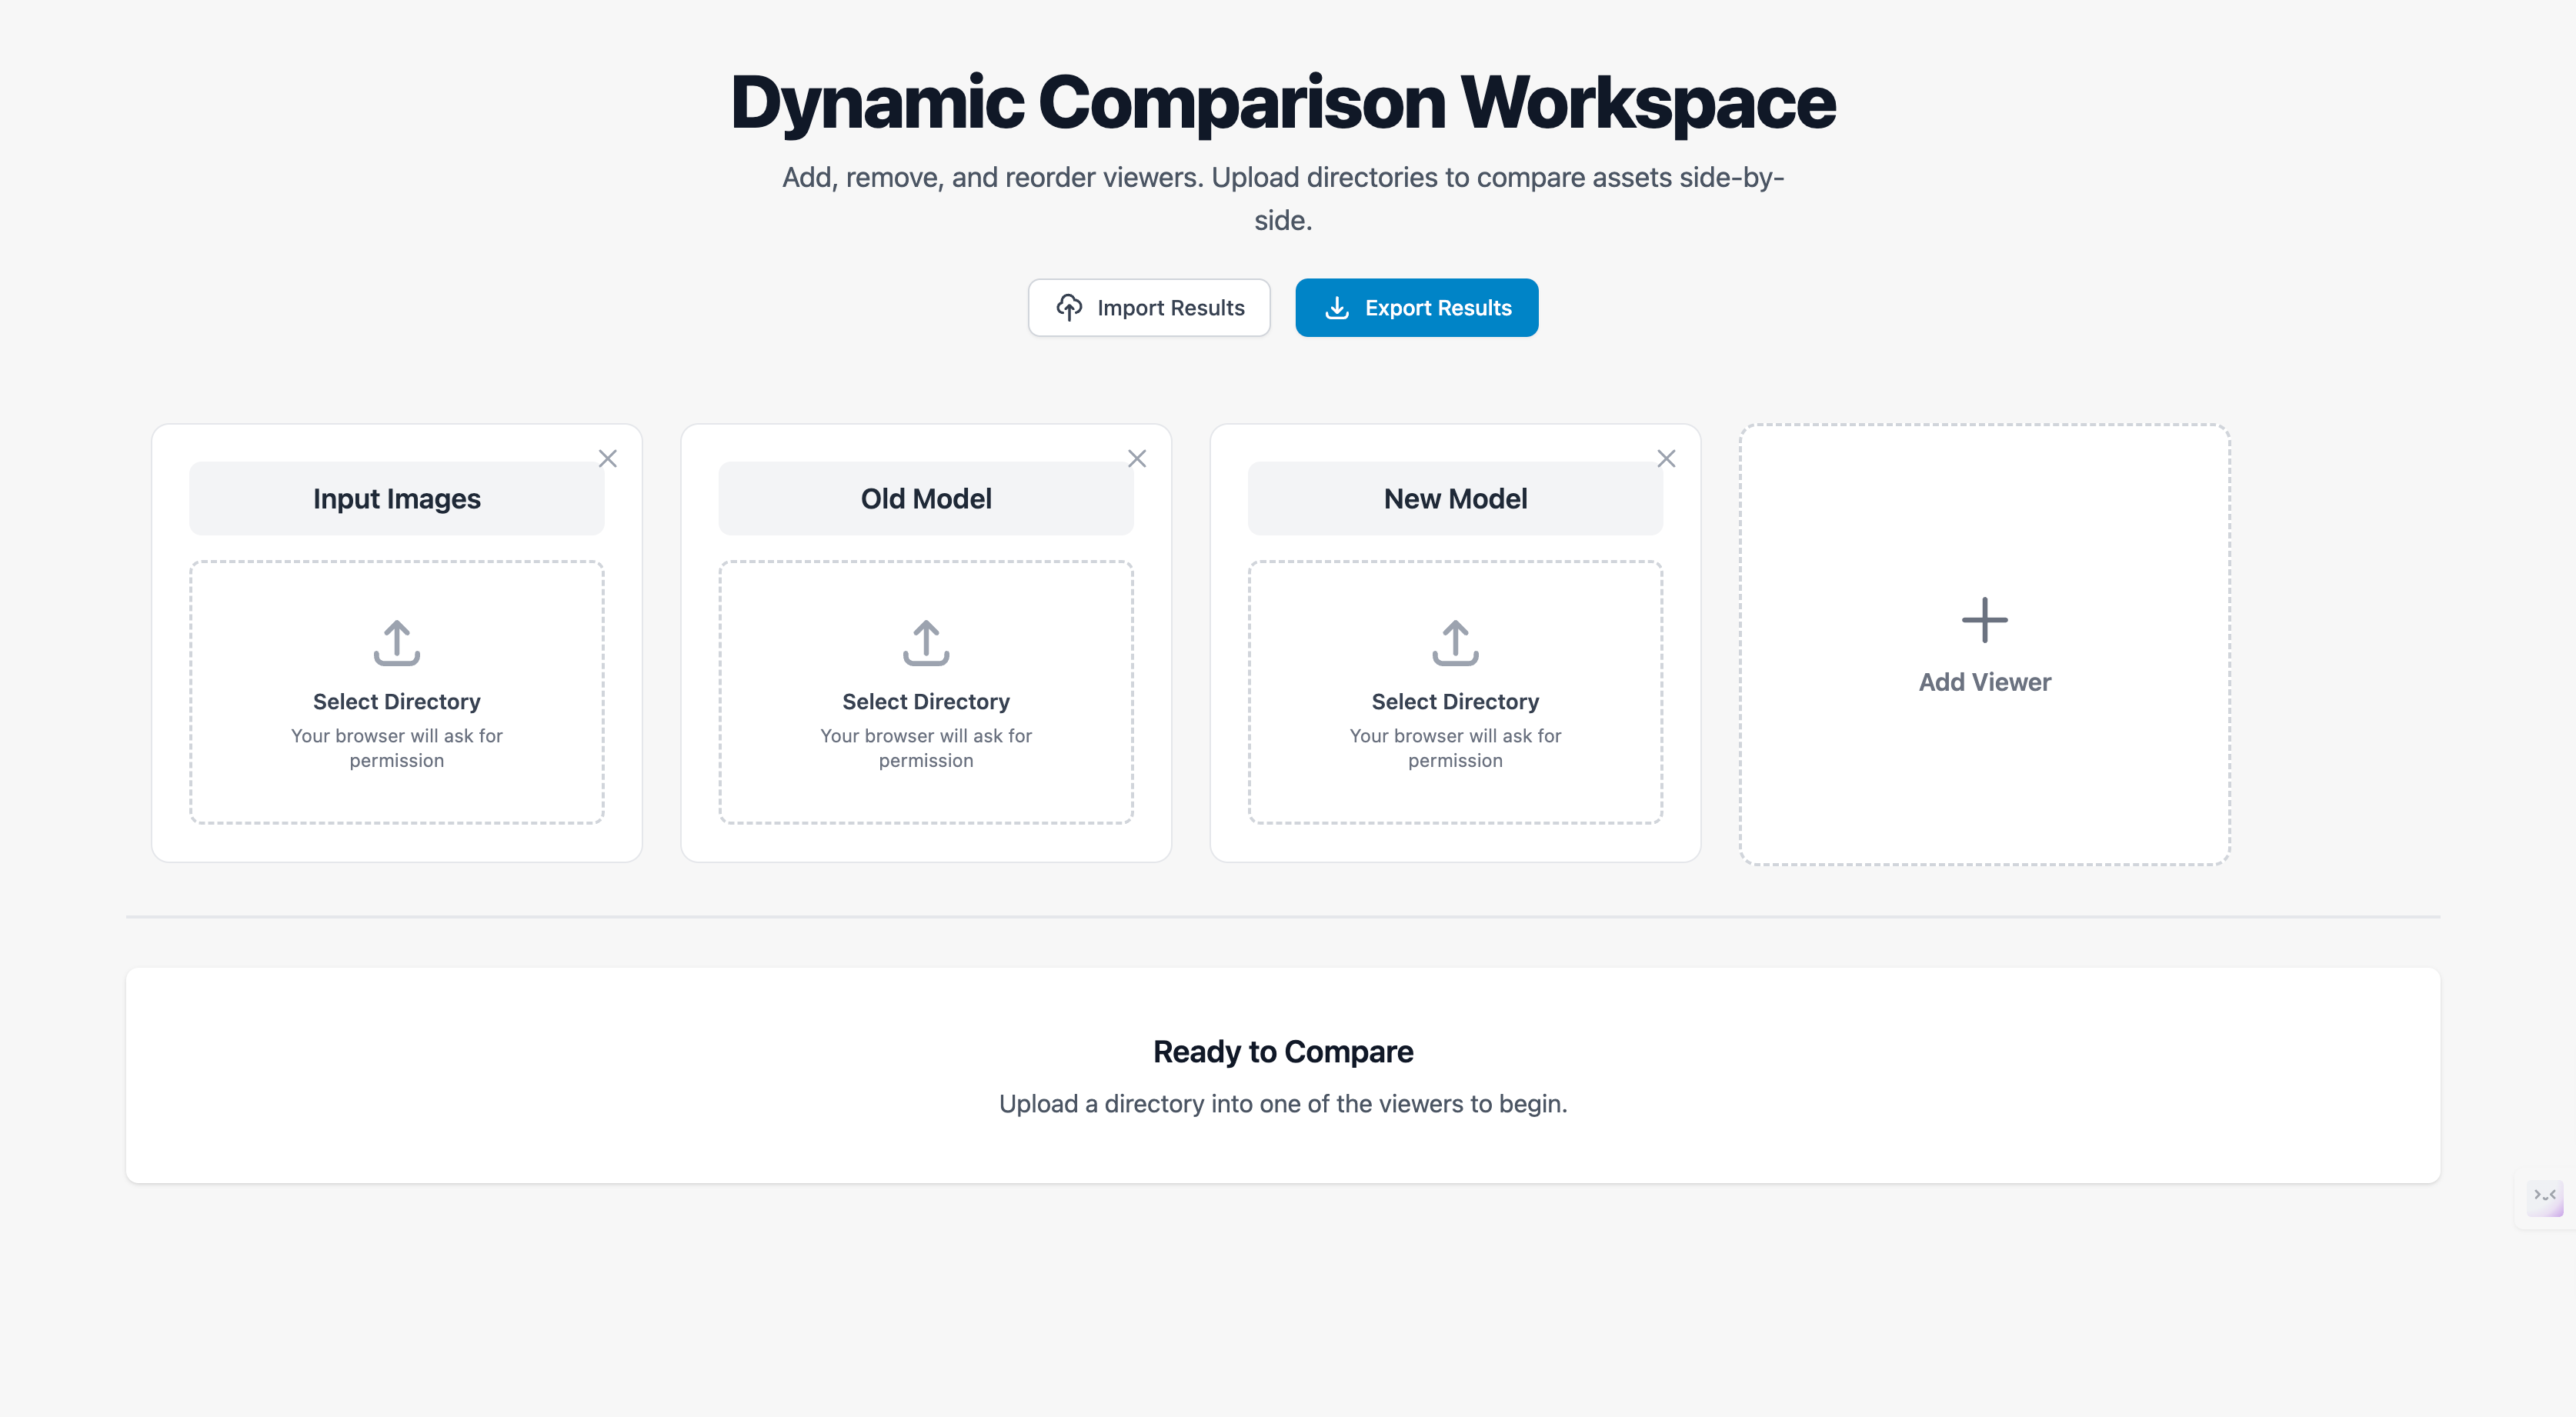 Dynamic Comparison Workspace
Add, remove, and reorder viewers. Upload directories to compare assets side-by-
side.
Import Results
Export Results
Input Images
Select Directory
Your browser will ask for
permission
Old Model
Select Directory
Your browser will ask for
permission
New Model
Select Directory
Your browser will ask for
permission
Add Viewer
Ready to Compare
Upload a directory into one of the viewers to begin.